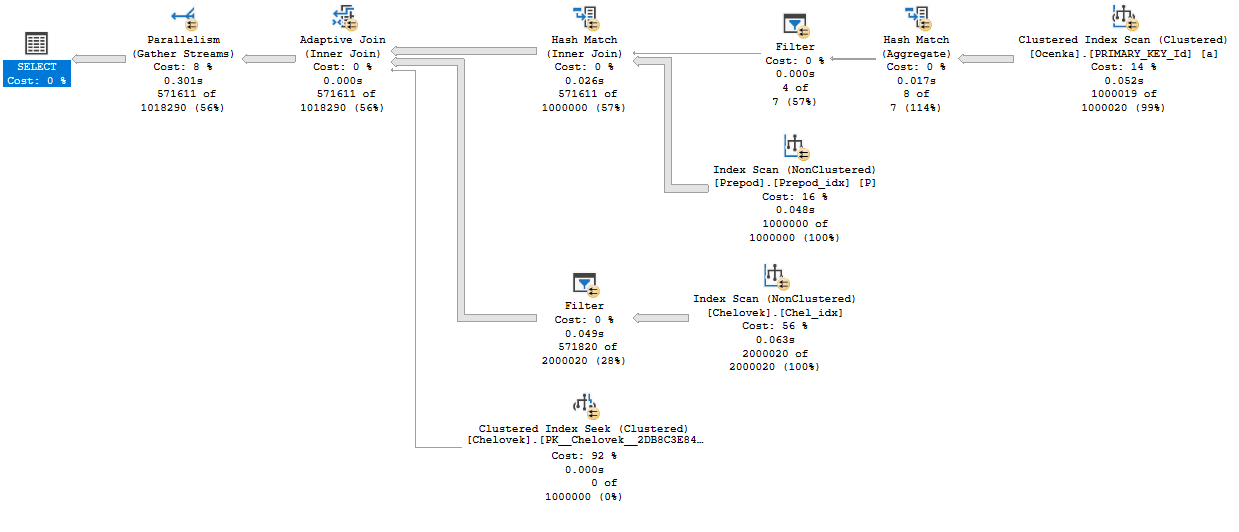 SELECT
Cost: 0 %
Parallelism
(Gather Streams)
Cost: 8 %
0.301s
571611 of
1018290 (56%)
Adaptive Join
(Inner Join)
Cost: 0 %
0.000s
571611 of
1018290 (56%)
Hash Match
(Inner Join)
Cost: 0 %
0.026s
571611 of
1000000 (57%)
Filter
Cost: 0 %
0.000s
4 of
7 (57%)
Hash Match
(Aggregate)
Cost: 0 %
0.017s
8 of
7 (114%)
Clustered Index Scan (Clustered)
[Ocenka].[PRIMARY_KEY_Id] [a]
Cost: 14 %
0.052s
1000019 of
1000020 (99%)
Index Scan (NonClustered)
[Prepod].[Prepod_idx] [P]
Cost: 16 %
0.048s
1000000 of
1000000 (100%)
Filter
Cost: 0 %
0.049s
571820 of
2000020 (28%)
Index Scan (NonClustered)
[Chelovek].[Chel_idx]
Cost: 56 %
0.063s
2000020 of
2000020 (100%)
Clustered Index Seek (Clustered)
[Chelovek].[PK__Chelovek__2DB8C3E84…
Cost: 92 %
0.000s
0 of
1000000 (0%)